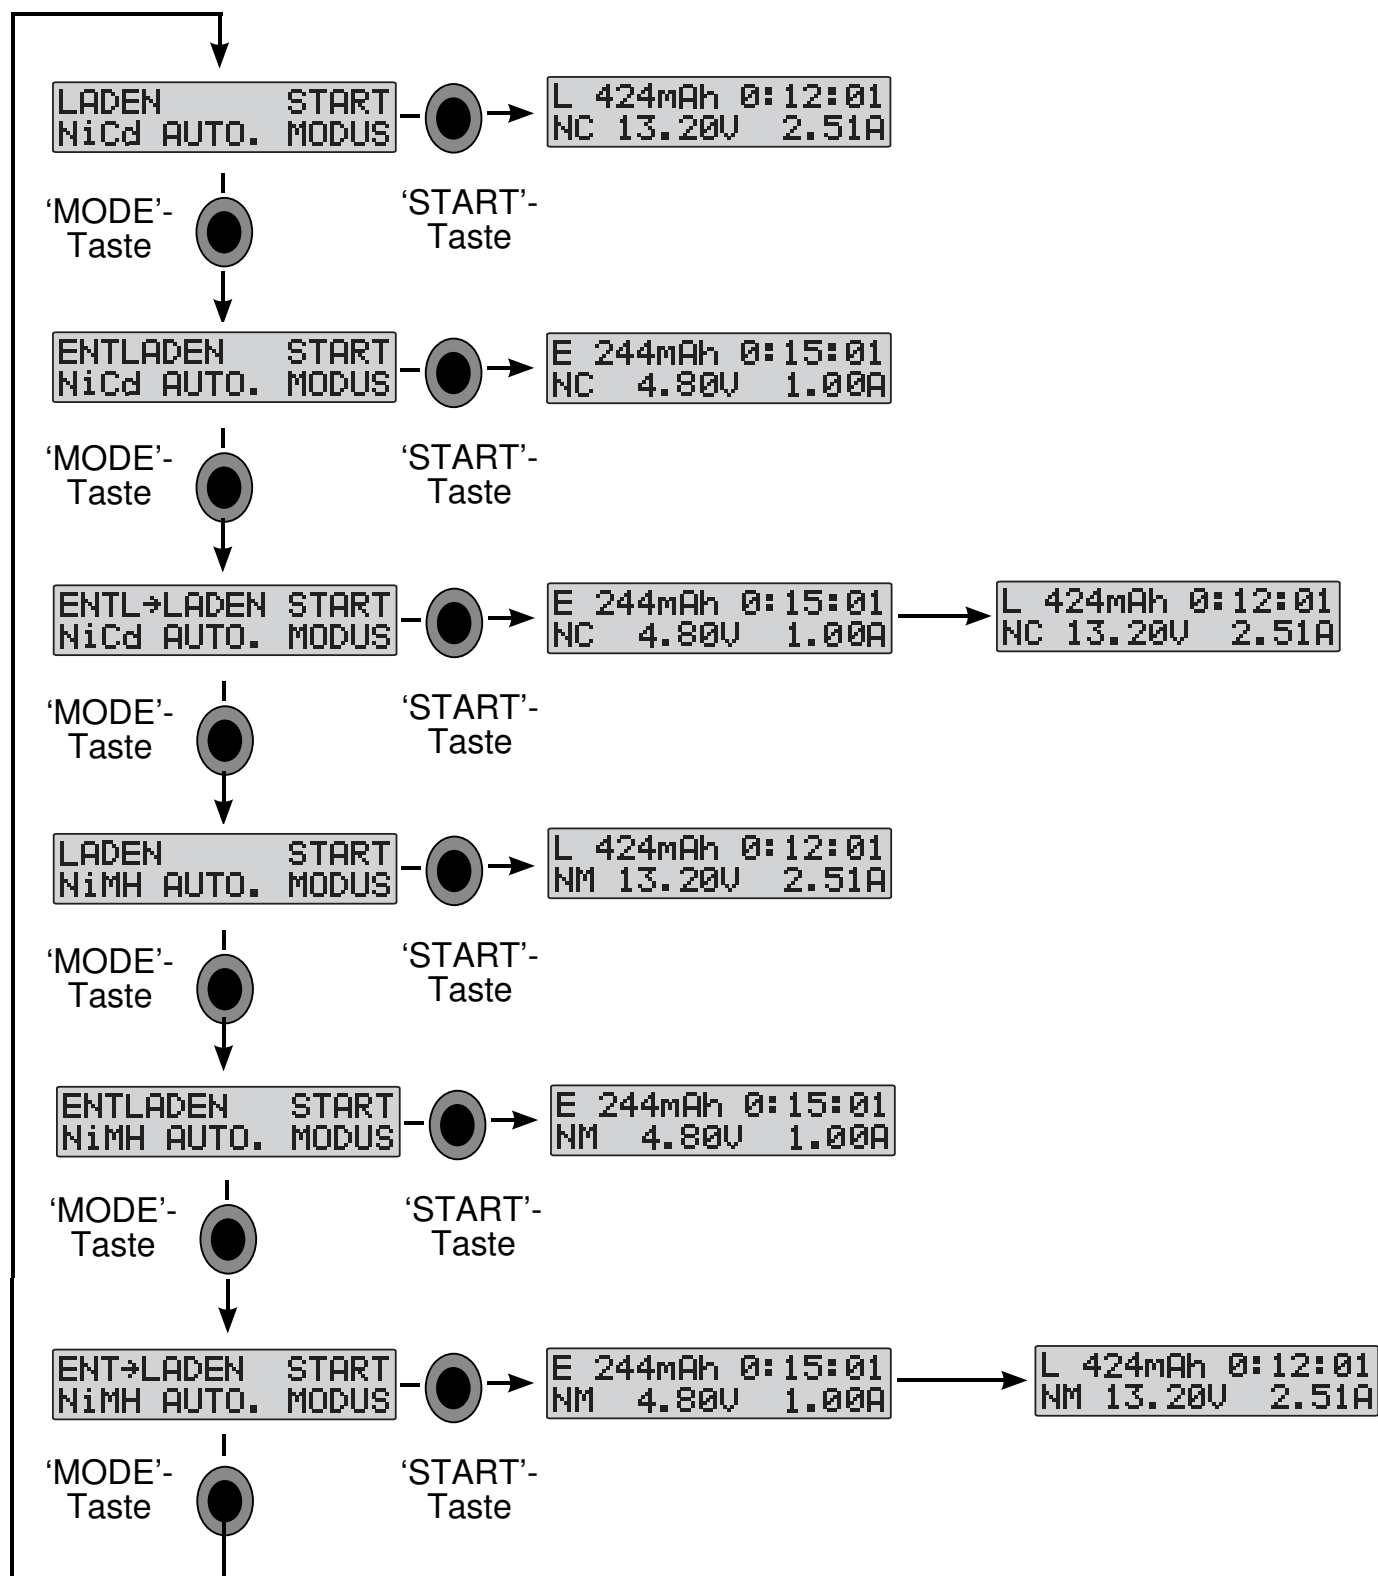 LADEN START
NiCd AUTO. MODUS
L 424mAh 0:12:01
NC 13.20V 2.51A
‘MODE’-
Taste
‘START’-
Taste
ENTLADEN START
NiCd AUTO. MODUS
E 244mAh 0:15:01
NC 4.80V 1.00A
‘MODE’-
Taste
‘START’-
Taste
ENTL→LADEN START
NiCd AUTO. MODUS
E 244mAh 0:15:01
NC 4.80V 1.00A
L 424mAh 0:12:01
NC 13.20V 2.51A
‘MODE’-
Taste
‘START’-
Taste
LADEN START
NiMH AUTO. MODUS
L 424mAh 0:12:01
NM 13.20V 2.51A
‘MODE’-
Taste
‘START’-
Taste
ENTLADEN START
NiMH AUTO. MODUS
E 244mAh 0:15:01
NM 4.80V 1.00A
‘MODE’-
Taste
‘START’-
Taste
ENT→LADEN START
NiMH AUTO. MODUS
E 244mAh 0:15:01
NM 4.80V 1.00A
L 424mAh 0:12:01
NM 13.20V 2.51A
‘MODE’-
Taste
‘START’-
Taste